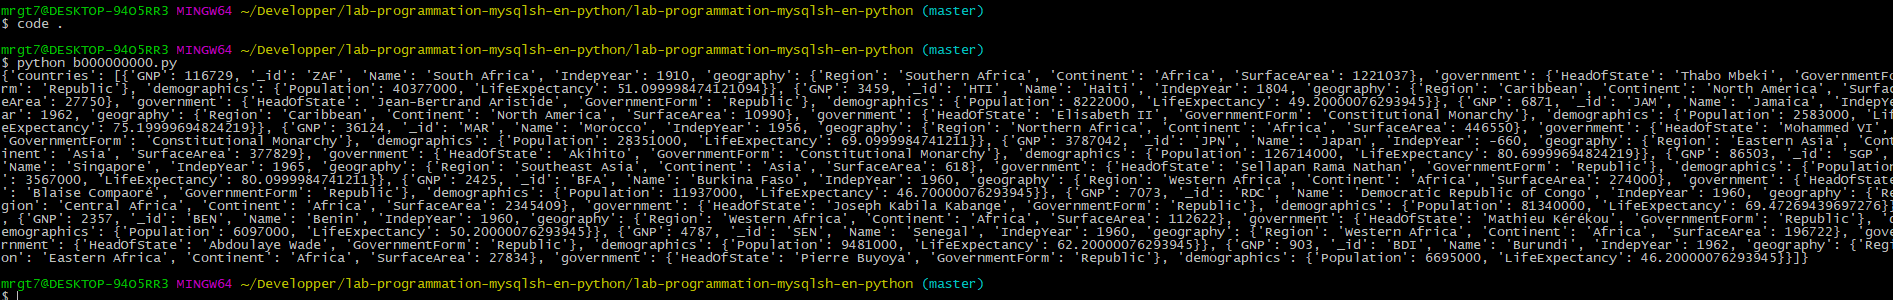 mrgt7@DESKTOP-94O5RR3 MINGW64 ~/Developper/lab-programmation-mysqlsh-en-python/lab-programmation-mysqlsh-en-python (master)
$ code .
mrgt7@DESKTOP-94O5RR3 MINGW64 ~/Developper/lab-programmation-mysqlsh-en-python/lab-programmation-mysqlsh-en-python (master)
$ python b000000000.py
{'countries': [{'GNP': 116729, '_id': 'ZAF', 'Name': 'South Africa', 'IndepYear': 1910, 'geography': {'Region': 'Southern Africa', 'Continent': 'Africa', 'SurfaceArea': 1221037}, 'government': {'HeadOfState': 'Thabo Mbeki', 'GovernmentFo
rm': 'Republic'}, 'demographics': {'Population': 40377000, 'LifeExpectancy': 51.099998474121094}}, {'GNP': 3459, '_id': 'HTI', 'Name': 'Haiti', 'IndepYear': 1804, 'geography': {'Region': 'Caribbean', 'Continent': 'North America', 'Surfac
eArea': 27750}, 'government': {'HeadOfState': 'Jean-Bertrand Aristide', 'GovernmentForm': 'Republic'}, 'demographics': {'Population': 8222000, 'LifeExpectancy': 49.20000076293945}}, {'GNP': 6871, '_id': 'JAM', 'Name': 'Jamaica', 'IndepYe
ar': 1962, 'geography': {'Region': 'Caribbean', 'Continent': 'North America', 'SurfaceArea': 10990}, 'government': {'HeadOfState': 'Elisabeth II', 'GovernmentForm': 'Constitutional Monarchy'}, 'demographics': {'Population': 2583000, 'Lif
eExpectancy': 75.19999694824219}}, {'GNP': 36124, '_id': 'MAR', 'Name': 'Morocco', 'IndepYear': 1956, 'geography': {'Region': 'Northern Africa', 'Continent': 'Africa', 'SurfaceArea': 446550}, 'government': {'HeadOfState': 'Mohammed VI',
'GovernmentForm': 'Constitutional Monarchy'}, 'demographics': {'Population': 28351000, 'LifeExpectancy': 69.0999984741211}}, {'GNP': 3787042, '_id': 'JPN', 'Name': 'Japan', 'IndepYear': -660, 'geography': {'Region': 'Eastern Asia', 'Cont
inent': 'Asia', 'SurfaceArea': 377829}, 'government': {'HeadOfState': 'Akihito', 'GovernmentForm': 'Constitutional Monarchy'}, 'demographics': {'Population': 126714000, 'LifeExpectancy': 80.69999694824219}}, {'GNP': 86503, '_id': 'SGP',
'Name': 'Singapore', 'IndepYear': 1965, 'geography': {'Region': 'Southeast Asia', 'Continent': 'Asia', 'SurfaceArea': 618}, 'government': {'HeadOfState': 'Sellapan Rama Nathan', 'GovernmentForm': 'Republic'}, 'demographics': {'Population
': 3567000, 'LifeExpectancy': 80.0999984741211}}, {'GNP': 2425, '_id': 'BFA', 'Name': 'Burkina Faso', 'IndepYear': 1960, 'geography': {'Region': 'Western Africa', 'Continent': 'Africa', 'SurfaceArea': 274000}, 'government': {'HeadOfState
': 'Blaise Compaoré', 'GovernmentForm': 'Republic'}, 'demographics': {'Population': 11937000, 'LifeExpectancy': 46.70000076293945}}, {'GNP': 7073, '_id': 'RDC', 'Name': 'Democratic Republic of Congo', 'IndepYear': 1960, 'geography': {'Re
gion': 'Central Africa', 'Continent': 'Africa', 'SurfaceArea': 2345409}, 'government': {'HeadOfState': 'Joseph Kabila Kabange', 'GovernmentForm': 'Republic'}, 'demographics': {'Population': 81340000, 'LifeExpectancy': 69.47269439697276}}
, {'GNP': 2357, '_id': 'BEN', 'Name': 'Benin', 'IndepYear': 1960, 'geography': {'Region': 'Western Africa', 'Continent': 'Africa', 'SurfaceArea': 112622}, 'government': {'HeadOfState': 'Mathieu Kérékou', 'GovernmentForm': 'Republic'}, 'd
emographics': {'Population': 6097000, 'LifeExpectancy': 50.20000076293945}}, {'GNP': 4787, '_id': 'SEN', 'Name': 'Senegal', 'IndepYear': 1960, 'geography': {'Region': 'Western Africa', 'Continent': 'Africa', 'SurfaceArea': 196722}, 'gove
rnment': {'HeadOfState': 'Abdoulaye Wade', 'GovernmentForm': 'Republic'}, 'demographics': {'Population': 9481000, 'LifeExpectancy': 62.20000076293945}}, {'GNP': 903, '_id': 'BDI', 'Name': 'Burundi', 'IndepYear': 1962, 'geography': {'Regi
on': 'Eastern Africa', 'Continent': 'Africa', 'SurfaceArea': 27834}, 'government': {'HeadOfState': 'Pierre Buyoya', 'GovernmentForm': 'Republic'}, 'demographics': {'Population': 6695000, 'LifeExpectancy': 46.20000076293945}}]}
mrgt7@DESKTOP-94O5RR3 MINGW64 ~/Developper/lab-programmation-mysqlsh-en-python/lab-programmation-mysqlsh-en-python (master)
$